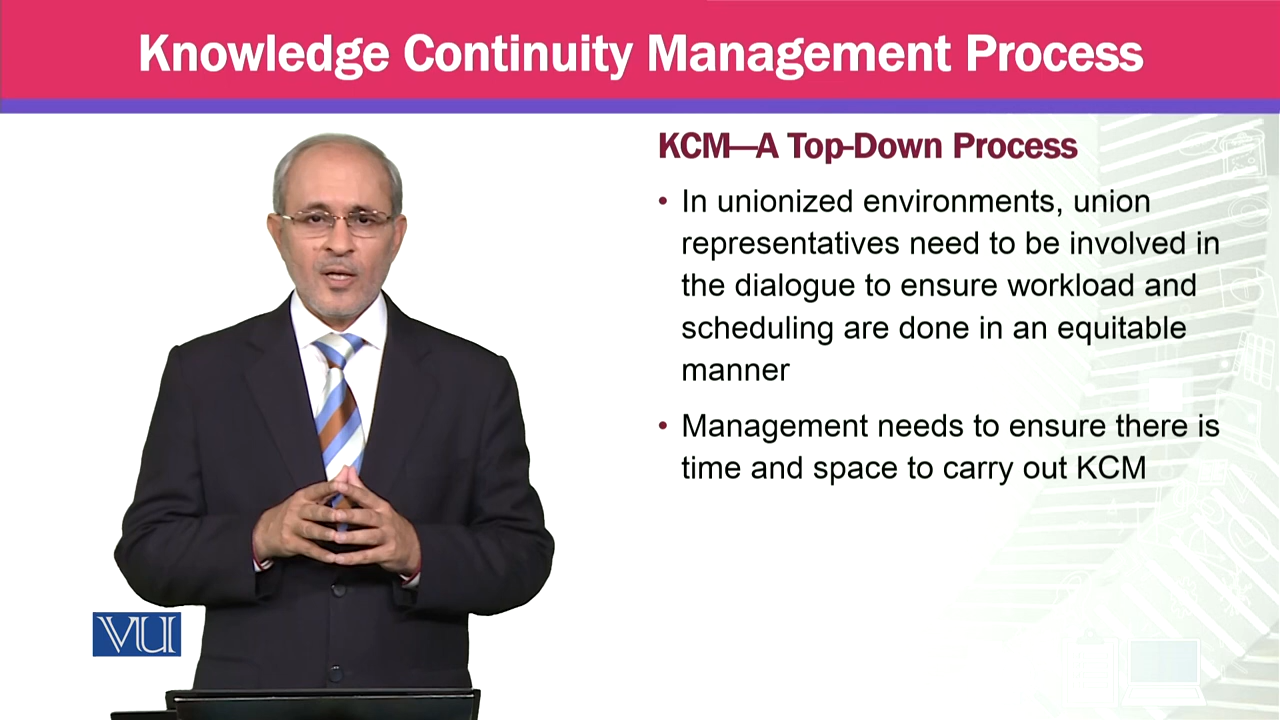 Knowledge Continuity Management Process
KCM—A Top-Down Process
• In unionized environments, union
representatives need to be involved in
the dialogue to ensure workload and
scheduling are done in an equitable
manner
• Management needs to ensure there is
time and space to carry out KCM
VU